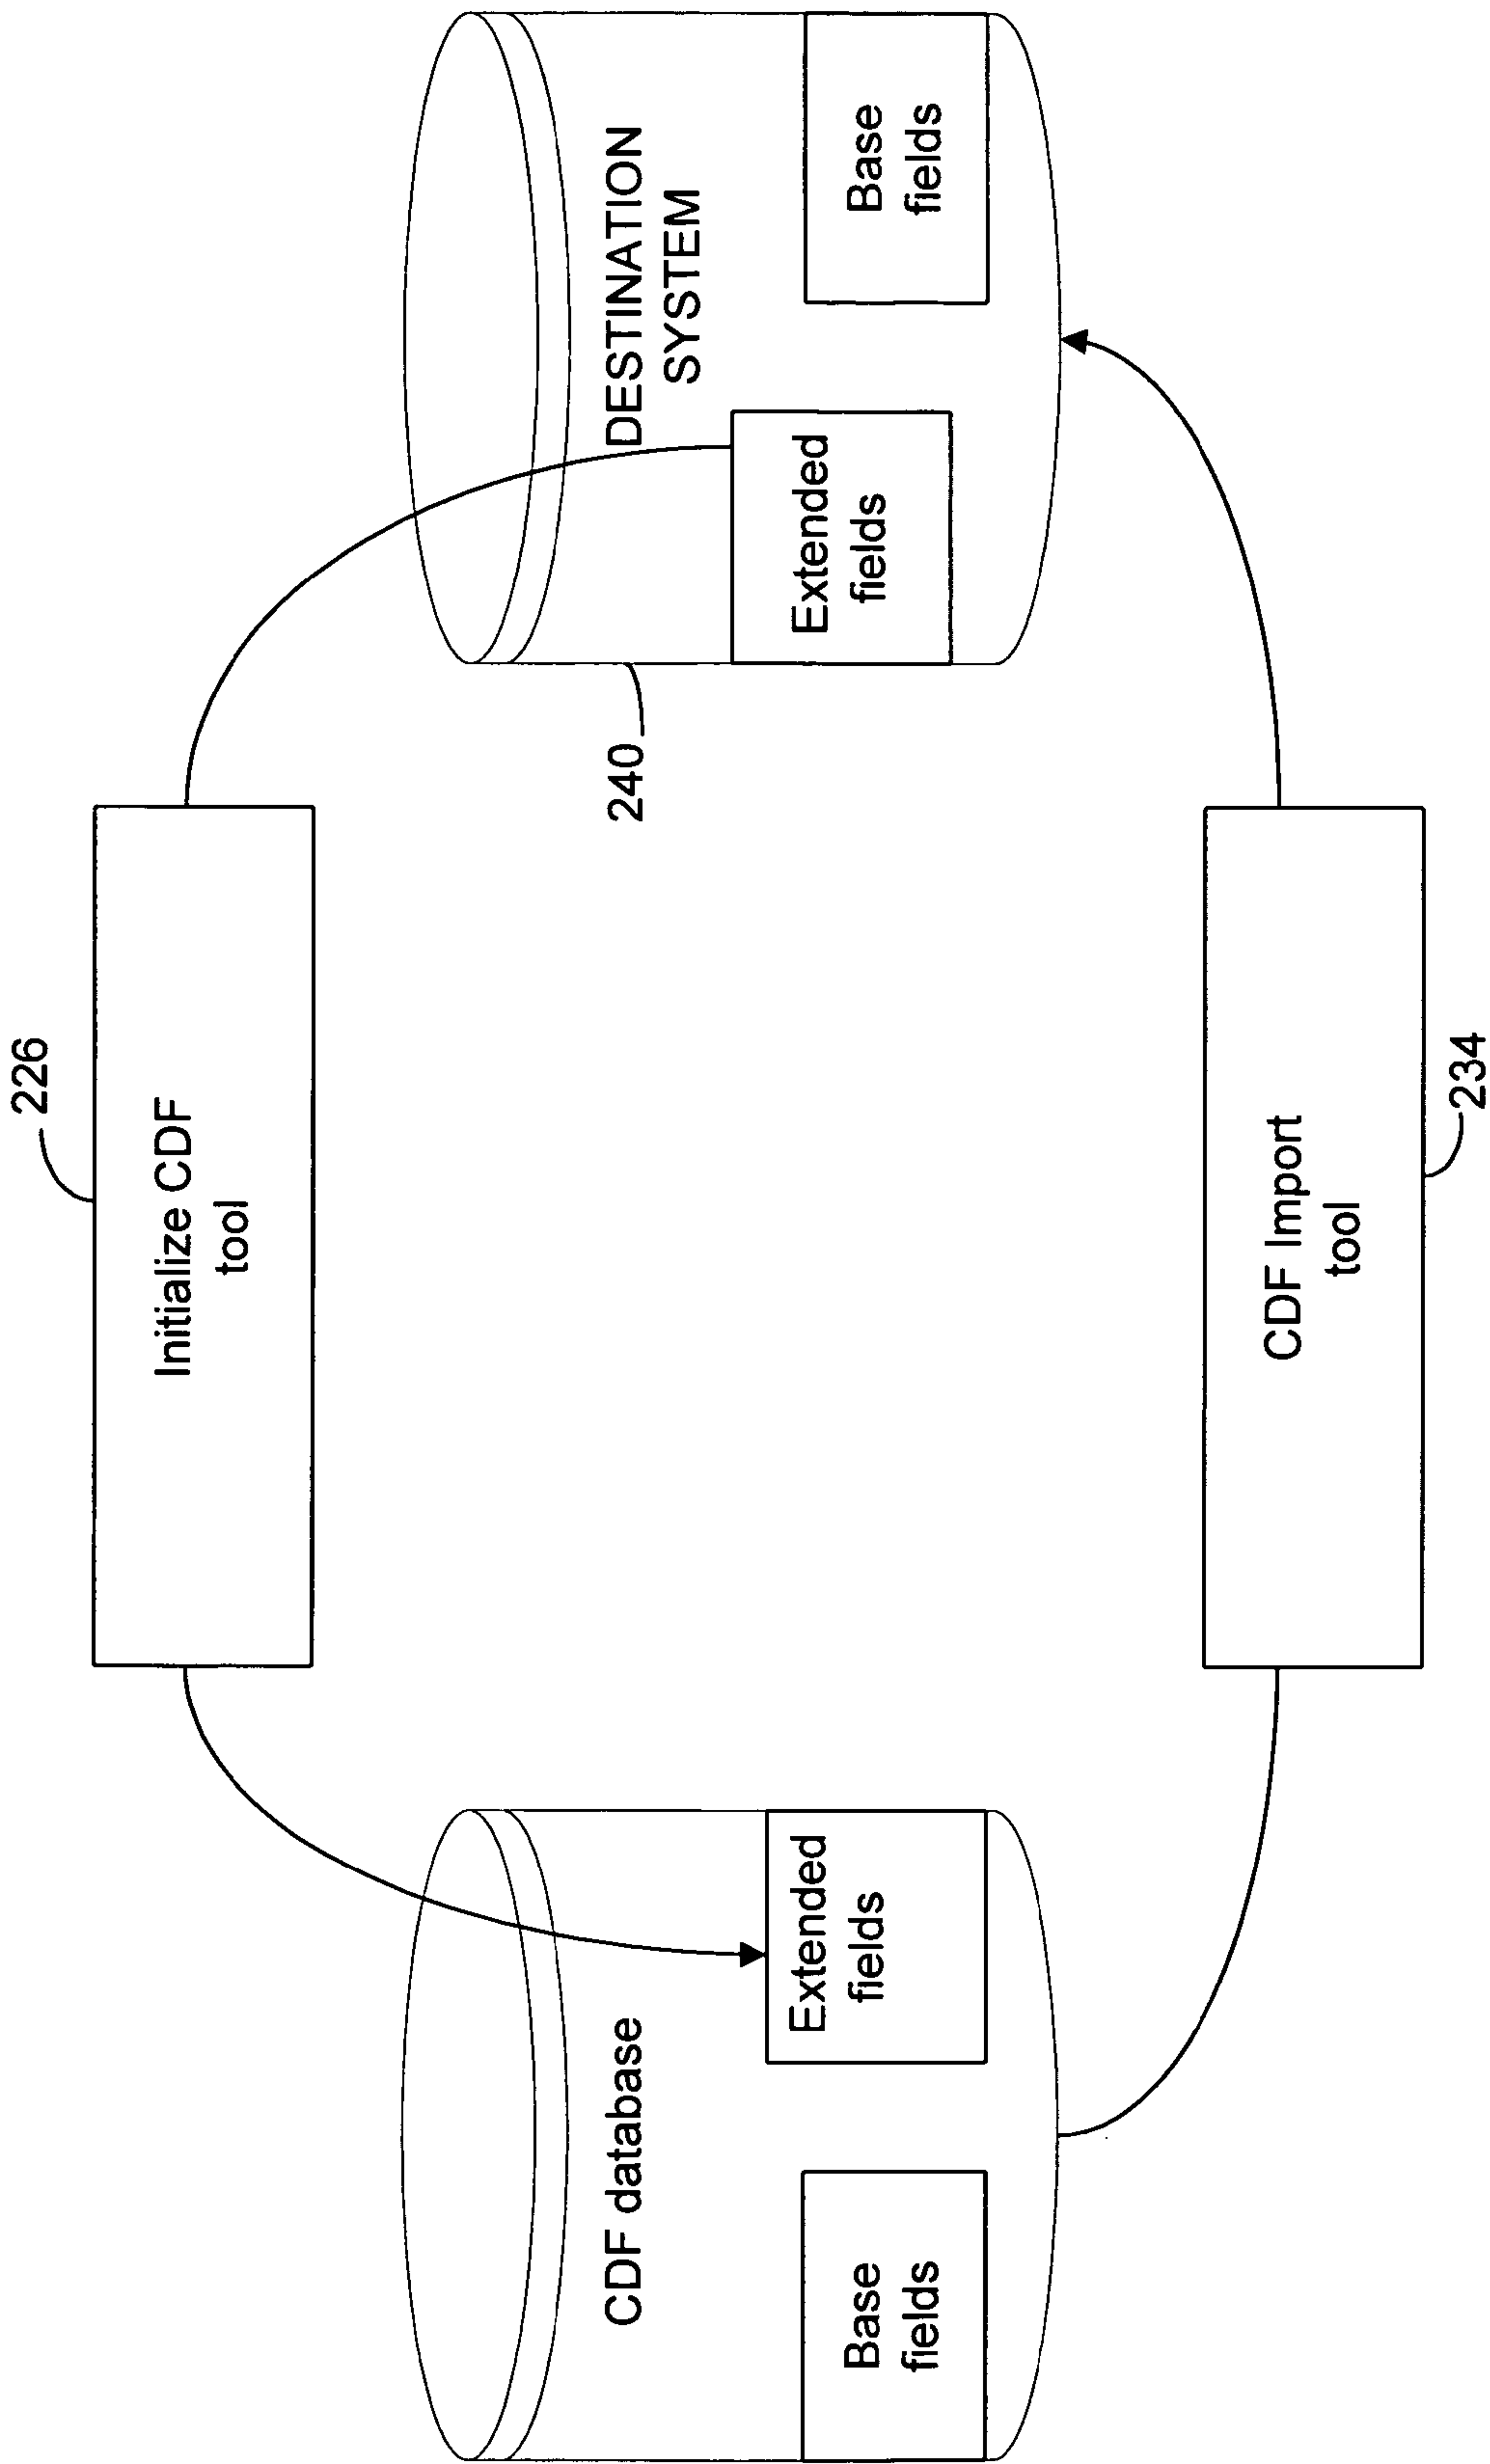 226
Initialize CDF
tool
CDF database
Base
fields
Extended
fields
240
DESTINATION
SYSTEM
Extended
fields
Base
fields
CDF Import
tool
234